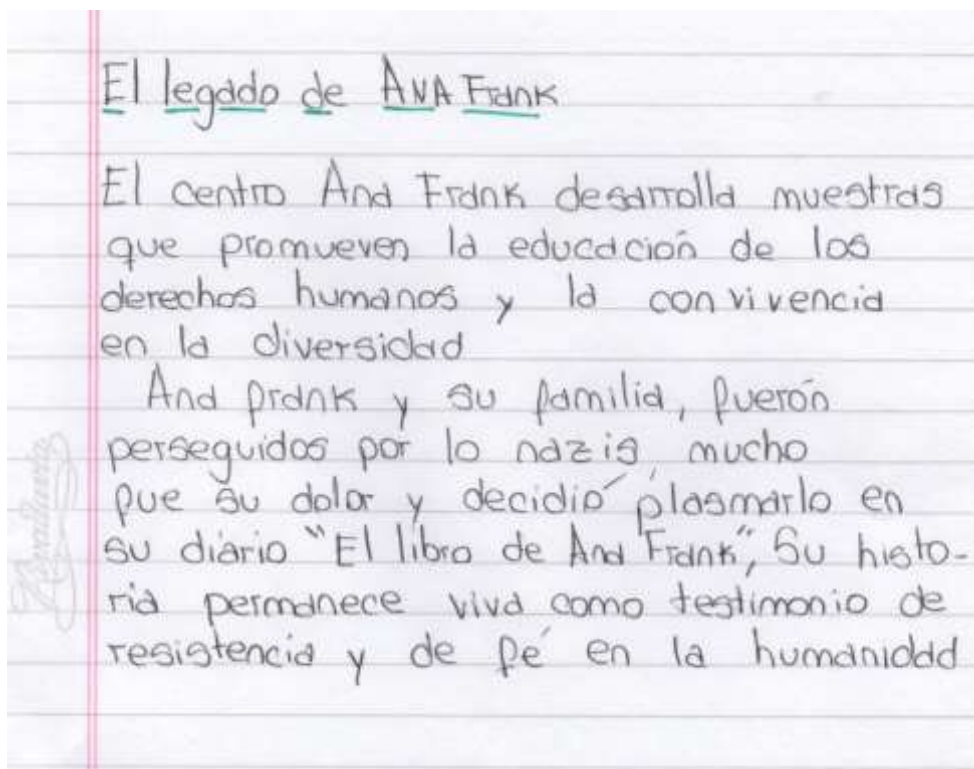 El legado de ANA Frank
El centro Ana Frank desarrolla muestras
que promueven la educación de los
derechos humanos y la convivencia
en la diversidad
Ana prank y su familia, fuerón
perseguidos por lo nazis, mucho
fue su dolor y decidió plasmarlo en
su diario "El libro de Ana Frank", Su histo-
ria permanece viva como testimonio de
resistencia y de fé en la humanidad
Rivadavia